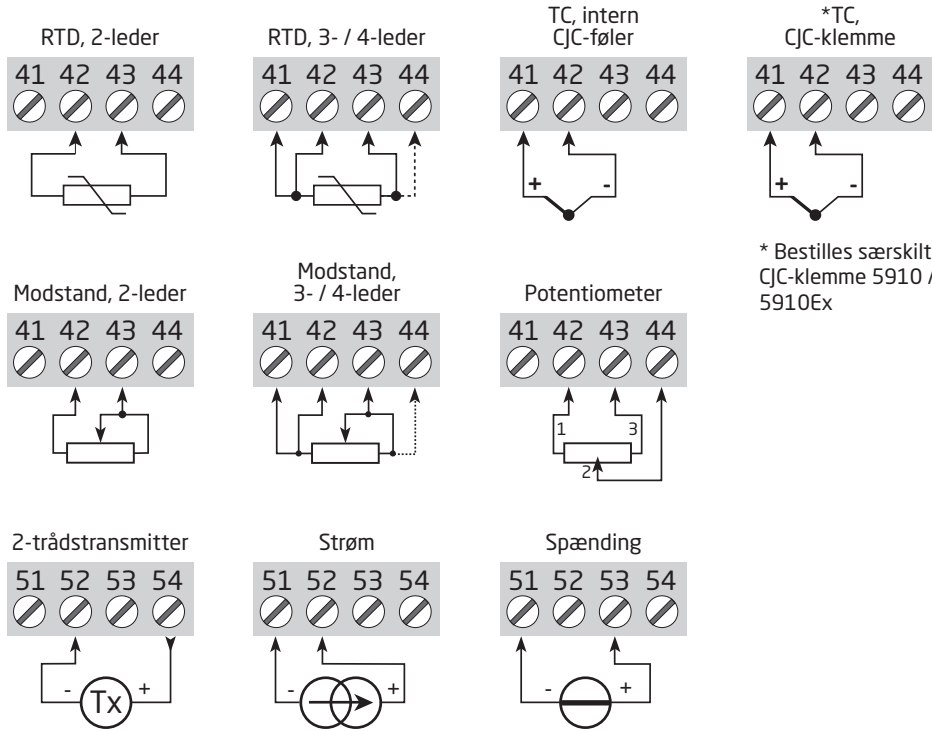 RTD, 2-leder
41 42 43 44
RTD, 3- / 4-leder
41 42 43 44
TC, intern
CJC-føler
41 42 43 44
+ -
*TC,
CJC-klemme
41 42 43 44
+ -
* Bestilles særskilt
CJC-klemme 5910 /
5910Ex
Modstand, 2-leder
41 42 43 44
Modstand,
3- / 4-leder
41 42 43 44
Potentiometer
41 42 43 44
1 3
2
2-trådstransmitter
51 52 53 54
- Tx +
Strøm
51 52 53 54
- +
Spænding
51 52 53 54
- +